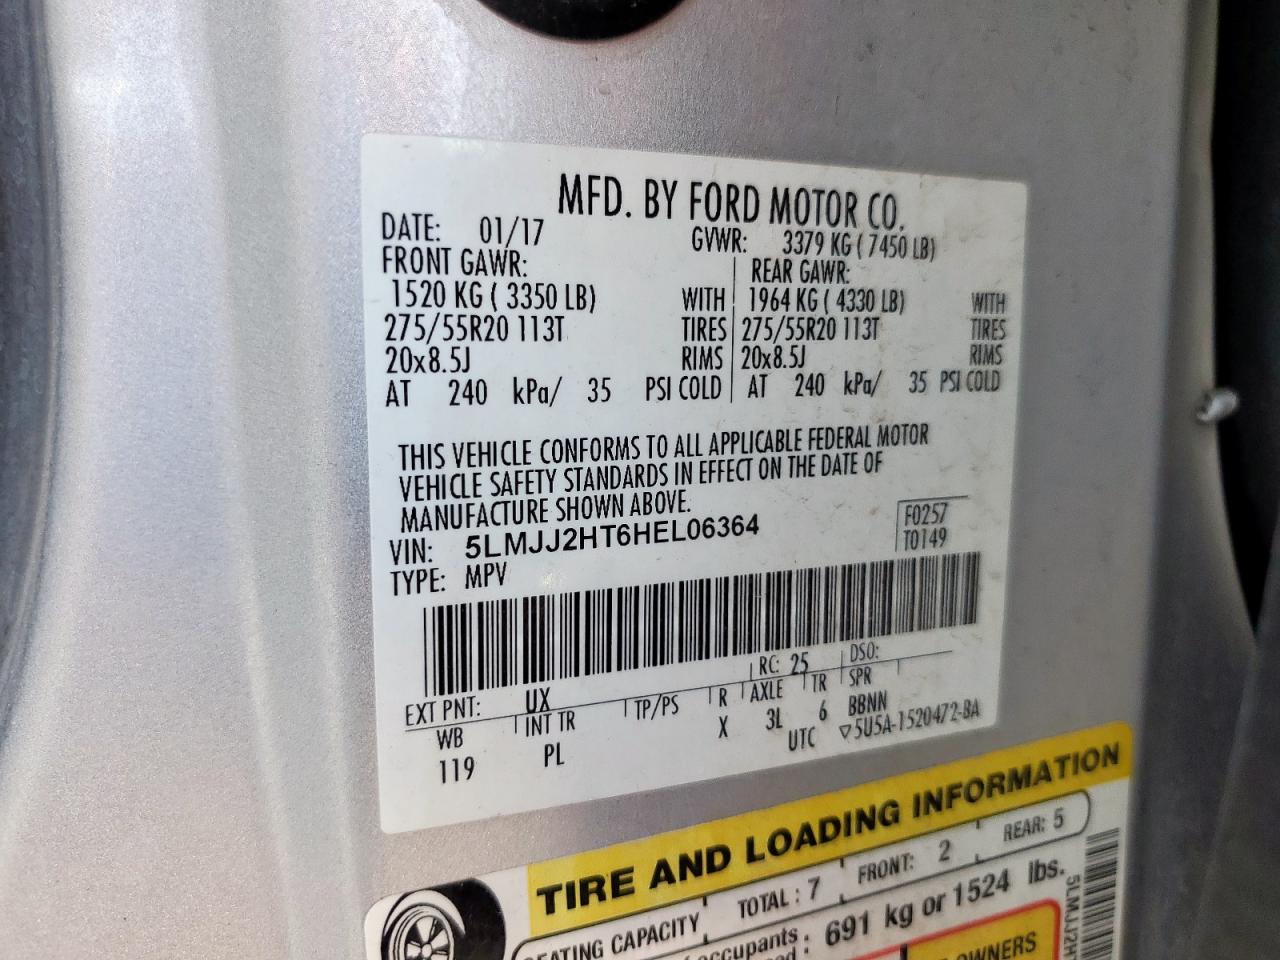 MFD. BY FORD MOTOR CO.
DATE: 01/17 GVWR: 3379 KG ( 7450 LB)
FRONT GAWR: REAR GAWR:
1520 KG ( 3350 LB) WITH 1964 KG ( 4330 LB) WITH
275/55R20 113T TIRES 275/55R20 113T TIRES
20x8.5J RIMS 20x8.5J RIMS
AT 240 kPa/ 35 PSI COLD AT 240 kPa/ 35 PSI COLD
THIS VEHICLE CONFORMS TO ALL APPLICABLE FEDERAL MOTOR
VEHICLE SAFETY STANDARDS IN EFFECT ON THE DATE OF
MANUFACTURE SHOWN ABOVE.
VIN: 5LMJJ2HT6HEL06364 F0257
TYPE: MPV T0149
EXT PNT: UX RC: 25 DSO:
WB INT TR TP/PS R AXLE TR SPR
119 PL X 3L 6 BBNN
UTC ▽5U5A-1520472-BA
TIRE AND LOADING INFORMATION
SEATING CAPACITY TOTAL : 7 FRONT: 2 REAR: 5
occupants : 691 kg or 1524 lbs.
OWNERS
5LMJJ2H